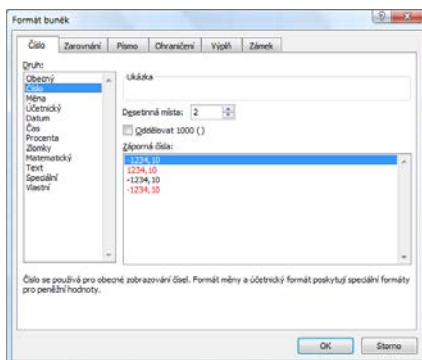 Formát buněk
Číslo Zarovnání Písmo Ohraničení Výplň Zámek
Druh:
Obecný
Číslo
Měna
Účetnický
Datum
Čas
Procenta
Zlomky
Matematický
Text
Speciální
Vlastní
Ukázka
Desetinná místa: 2
Oddělovat 1000 ( )
Záporná čísla:
-1234,10
1234,10
-1234,10
-1234,10
Číslo se používá pro obecné zobrazování čísel. Formát měny a účetnický formát poskytují speciální formáty
pro peněžní hodnoty.
OK Storno